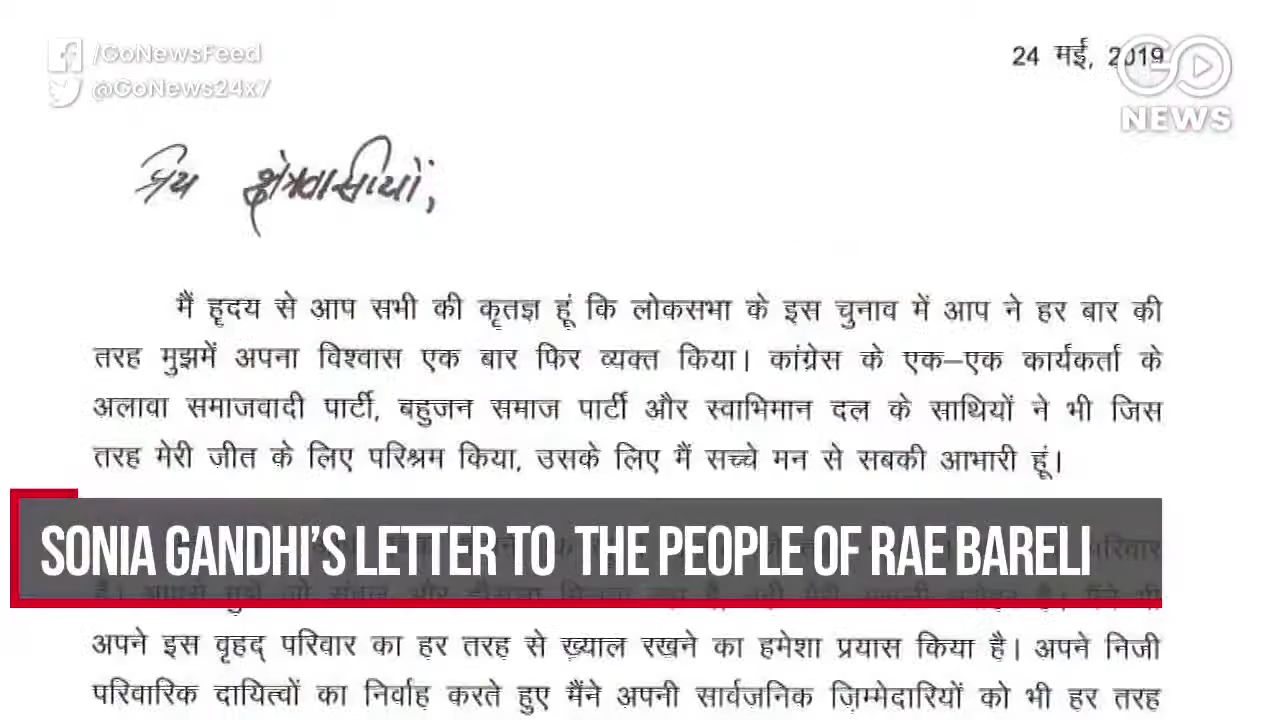 /GoNewsFeed
@GoNews24x7
24 मई, 2019
GO
NEWS
प्रिय क्षेत्रवासियों,
मैं हृदय से आप सभी की कृतज्ञ हूं कि लोकसभा के इस चुनाव में आप ने हर बार की
तरह मुझमें अपना विश्वास एक बार फिर व्यक्त किया। कांग्रेस के एक–एक कार्यकर्ता के
अलावा समाजवादी पार्टी, बहुजन समाज पार्टी और स्वाभिमान दल के साथियों ने भी जिस
तरह मेरी जीत के लिए परिश्रम किया, उसके लिए मैं सच्चे मन से सबकी आभारी हूं।
परिवार
SONIA GANDHI’S LETTER TO THE PEOPLE OF RAE BARELI
अपने इस वृहद् परिवार का हर तरह से ख़्याल रखने का हमेशा प्रयास किया है। अपने निजी
परिवारिक दायित्वों का निर्वाह करते हुए मैंने अपनी सार्वजनिक ज़िम्मेदारियों को भी हर तरह